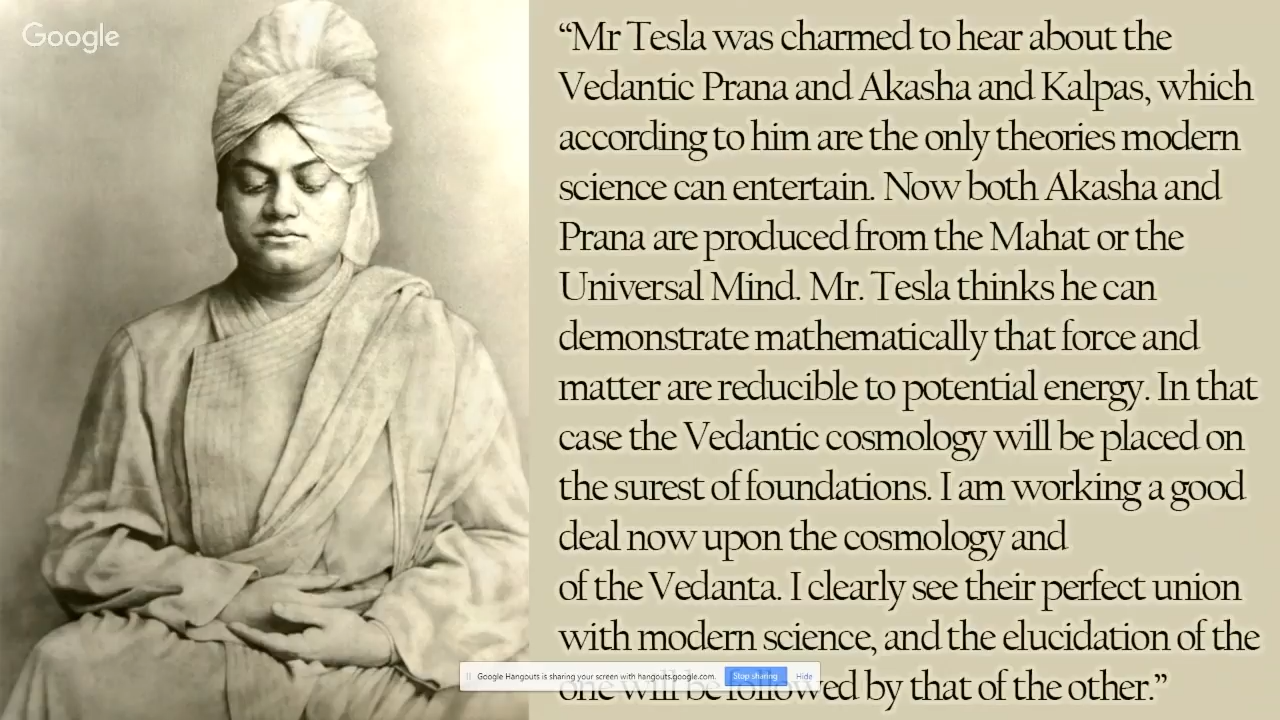 Google
“Mr Tesla was charmed to hear about the
Vedantic Prana and Akasha and Kalpas, which
according to him are the only theories modern
science can entertain. Now both Akasha and
Prana are produced from the Mahat or the
Universal Mind. Mr. Tesla thinks he can
demonstrate mathematically that force and
matter are reducible to potential energy. In that
case the Vedantic cosmology will be placed on
the surest of foundations. I am working a good
deal now upon the cosmology and
of the Vedanta. I clearly see their perfect union
with modern science, and the elucidation of the
one will be followed by that of the other.”
Google Hangouts is sharing your screen with hangouts.google.com. Stop sharing Hide